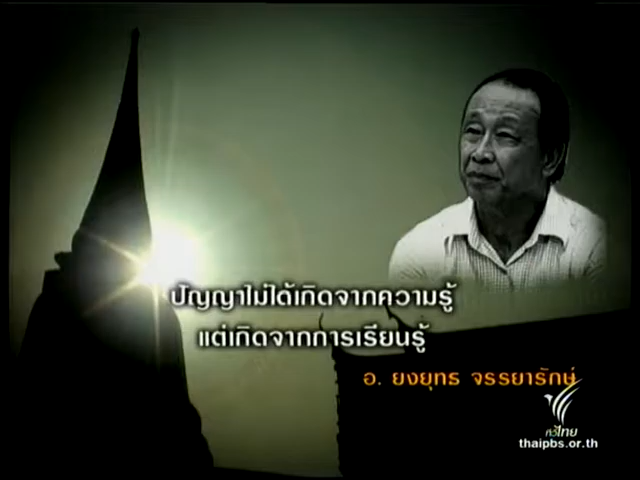 ปัญญาไม่ได้เกิดจากความรู้
แต่เกิดจากการเรียนรู้
อ. ยงยุทธ จรรยารักษ์
ทีวีไทย
thaipbs.or.th